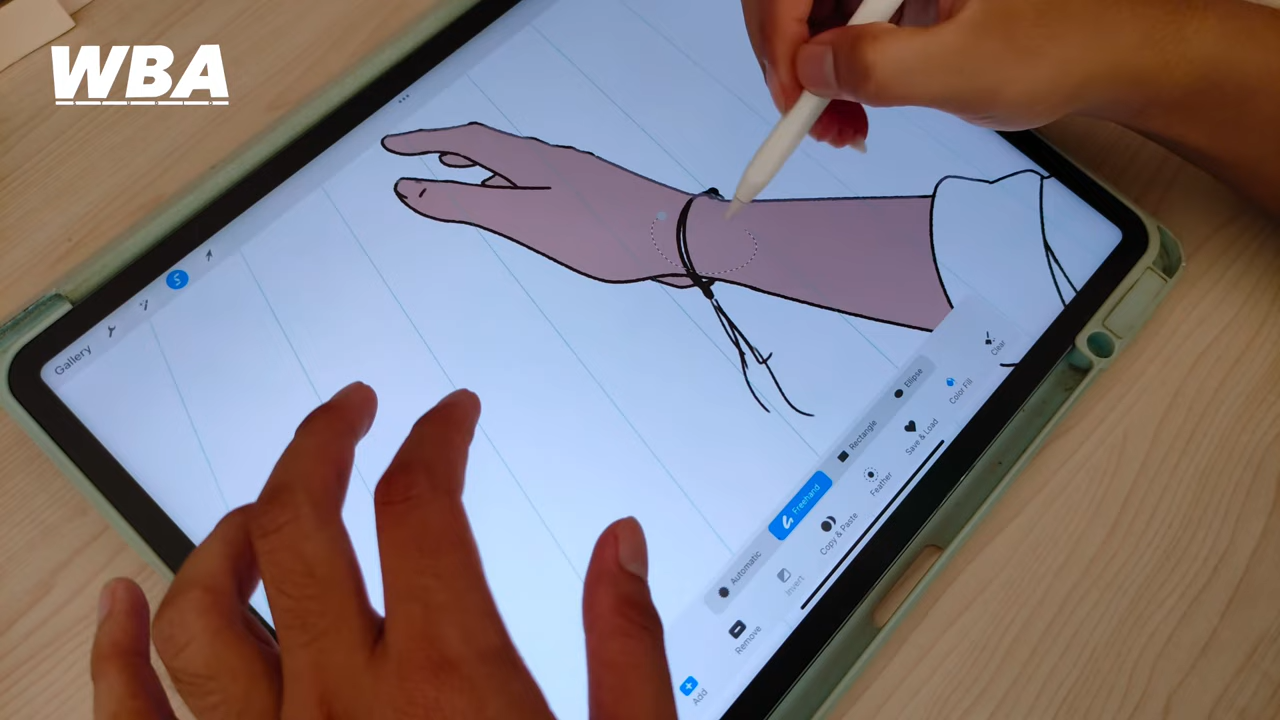 WBA
Gallery
Ellipse
Rectangle
Freehand
Automatic
Clear
Color Fill
Save & Load
Feather
Copy & Paste
Invert
Remove
Add